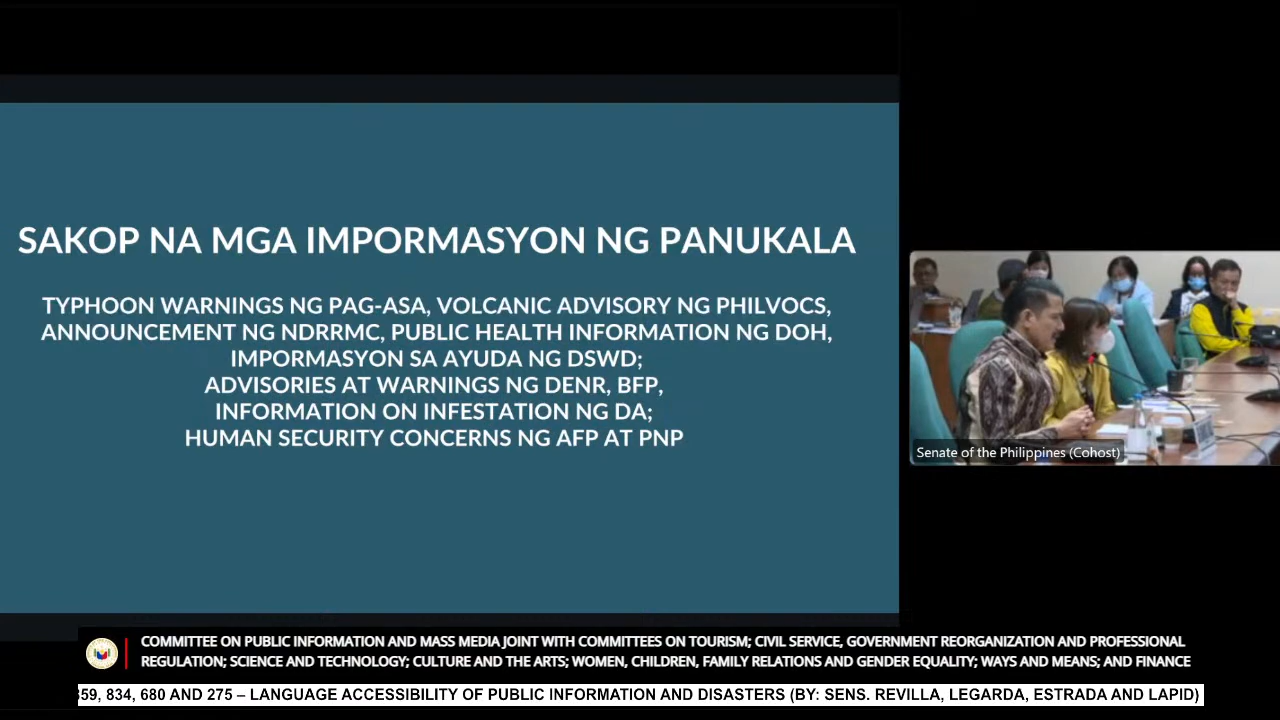 SAKOP NA MGA IMPORMASYON NG PANUKALA
TYPHOON WARNINGS NG PAG-ASA, VOLCANIC ADVISORY NG PHILVOCS,
ANNOUNCEMENT NG NDRRMC, PUBLIC HEALTH INFORMATION NG DOH,
IMPORMASYON SA AYUDA NG DSWD;
ADVISORIES AT WARNINGS NG DENR, BFP,
INFORMATION ON INFESTATION NG DA;
HUMAN SECURITY CONCERNS NG AFP AT PNP
Senate of the Philippines (Cohost)
COMMITTEE ON PUBLIC INFORMATION AND MASS MEDIA JOINT WITH COMMITTEES ON TOURISM; CIVIL SERVICE, GOVERNMENT REORGANIZATION AND PROFESSIONAL
REGULATION; SCIENCE AND TECHNOLOGY; CULTURE AND THE ARTS; WOMEN, CHILDREN, FAMILY RELATIONS AND GENDER EQUALITY; WAYS AND MEANS; AND FINANCE
59, 834, 680 AND 275 – LANGUAGE ACCESSIBILITY OF PUBLIC INFORMATION AND DISASTERS (BY: SENS. REVILLA, LEGARDA, ESTRADA AND LAPID)